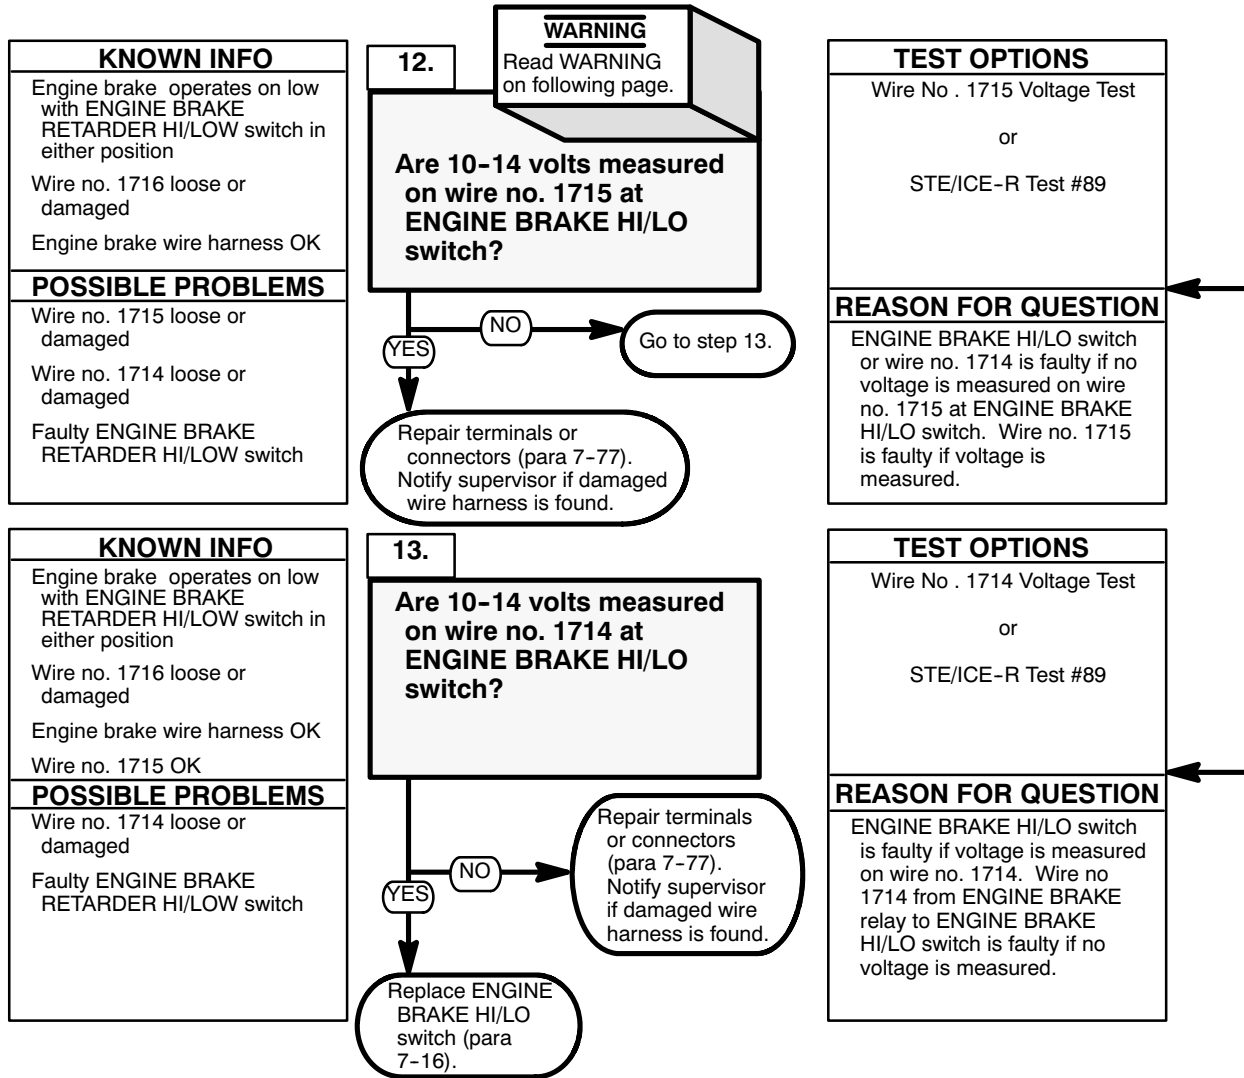 KNOWN INFO
Engine brake operates on low
with ENGINE BRAKE
RETARDER HI/LOW switch in
either position
Wire no. 1716 loose or
damaged
Engine brake wire harness OK
POSSIBLE PROBLEMS
Wire no. 1715 loose or
damaged
Wire no. 1714 loose or
damaged
Faulty ENGINE BRAKE
RETARDER HI/LOW switch
12.
WARNING
Read WARNING
on following page.
Are 10-14 volts measured
on wire no. 1715 at
ENGINE BRAKE HI/LO
switch?
NO
Go to step 13.
YES
Repair terminals or
connectors (para 7-77).
Notify supervisor if damaged
wire harness is found.
TEST OPTIONS
Wire No . 1715 Voltage Test
or
STE/ICE-R Test #89
REASON FOR QUESTION
ENGINE BRAKE HI/LO switch
or wire no. 1714 is faulty if no
voltage is measured on wire
no. 1715 at ENGINE BRAKE
HI/LO switch. Wire no. 1715
is faulty if voltage is
measured.
KNOWN INFO
Engine brake operates on low
with ENGINE BRAKE
RETARDER HI/LOW switch in
either position
Wire no. 1716 loose or
damaged
Engine brake wire harness OK
Wire no. 1715 OK
POSSIBLE PROBLEMS
Wire no. 1714 loose or
damaged
Faulty ENGINE BRAKE
RETARDER HI/LOW switch
13.
Are 10-14 volts measured
on wire no. 1714 at
ENGINE BRAKE HI/LO
switch?
NO
Repair terminals
or connectors
(para 7-77).
Notify supervisor
if damaged wire
harness is found.
YES
Replace ENGINE
BRAKE HI/LO
switch (para
7-16).
TEST OPTIONS
Wire No . 1714 Voltage Test
or
STE/ICE-R Test #89
REASON FOR QUESTION
ENGINE BRAKE HI/LO switch
is faulty if voltage is measured
on wire no. 1714. Wire no
1714 from ENGINE BRAKE
relay to ENGINE BRAKE
HI/LO switch is faulty if no
voltage is measured.